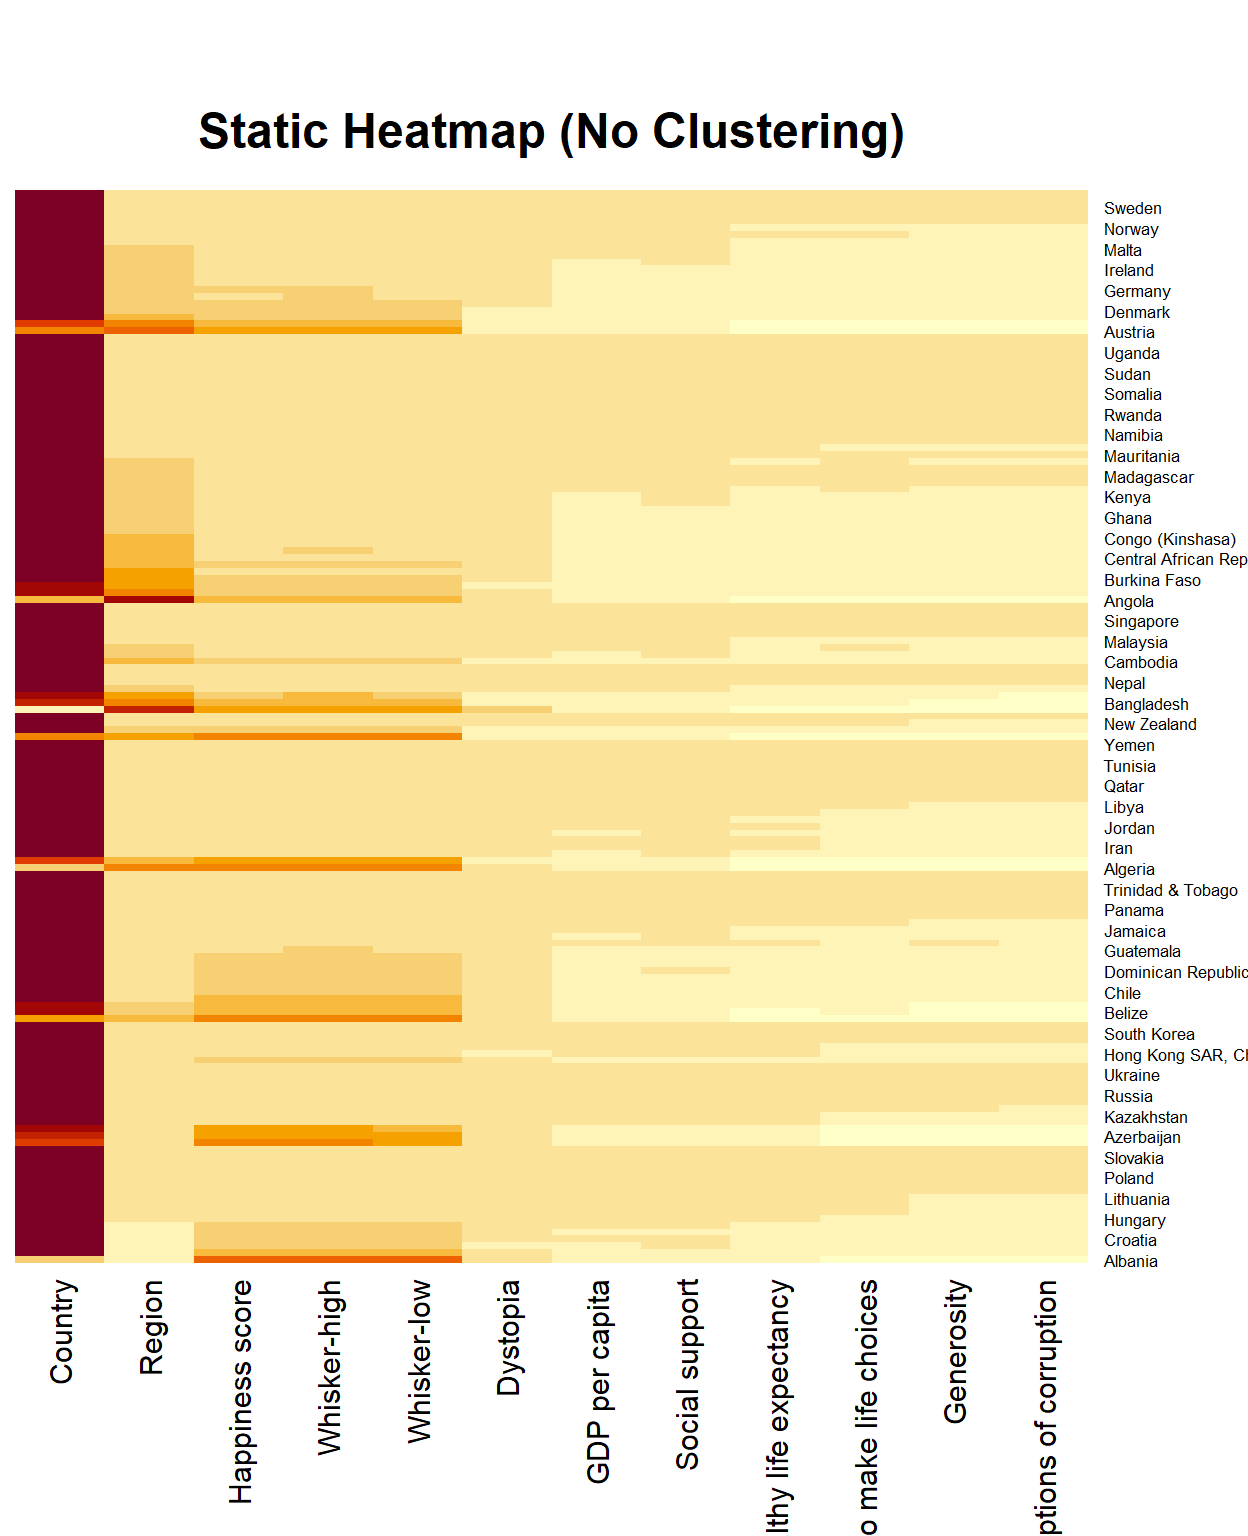 Static Heatmap (No Clustering)
Sweden
Norway
Malta
Ireland
Germany
Denmark
Austria
Uganda
Sudan
Somalia
Rwanda
Namibia
Mauritania
Madagascar
Kenya
Ghana
Congo (Kinshasa)
Central African Rep
Burkina Faso
Angola
Singapore
Malaysia
Cambodia
Nepal
Bangladesh
New Zealand
Yemen
Tunisia
Qatar
Libya
Jordan
Iran
Algeria
Trinidad & Tobago
Panama
Jamaica
Guatemala
Dominican Republic
Chile
Belize
South Korea
Hong Kong SAR, Ch
Ukraine
Russia
Kazakhstan
Azerbaijan
Slovakia
Poland
Lithuania
Hungary
Croatia
Albania
Country
Region
Happiness score
Whisker-high
Whisker-low
Dystopia
GDP per capita
Social support
lthy life expectancy
o make life choices
Generosity
ptions of corruption